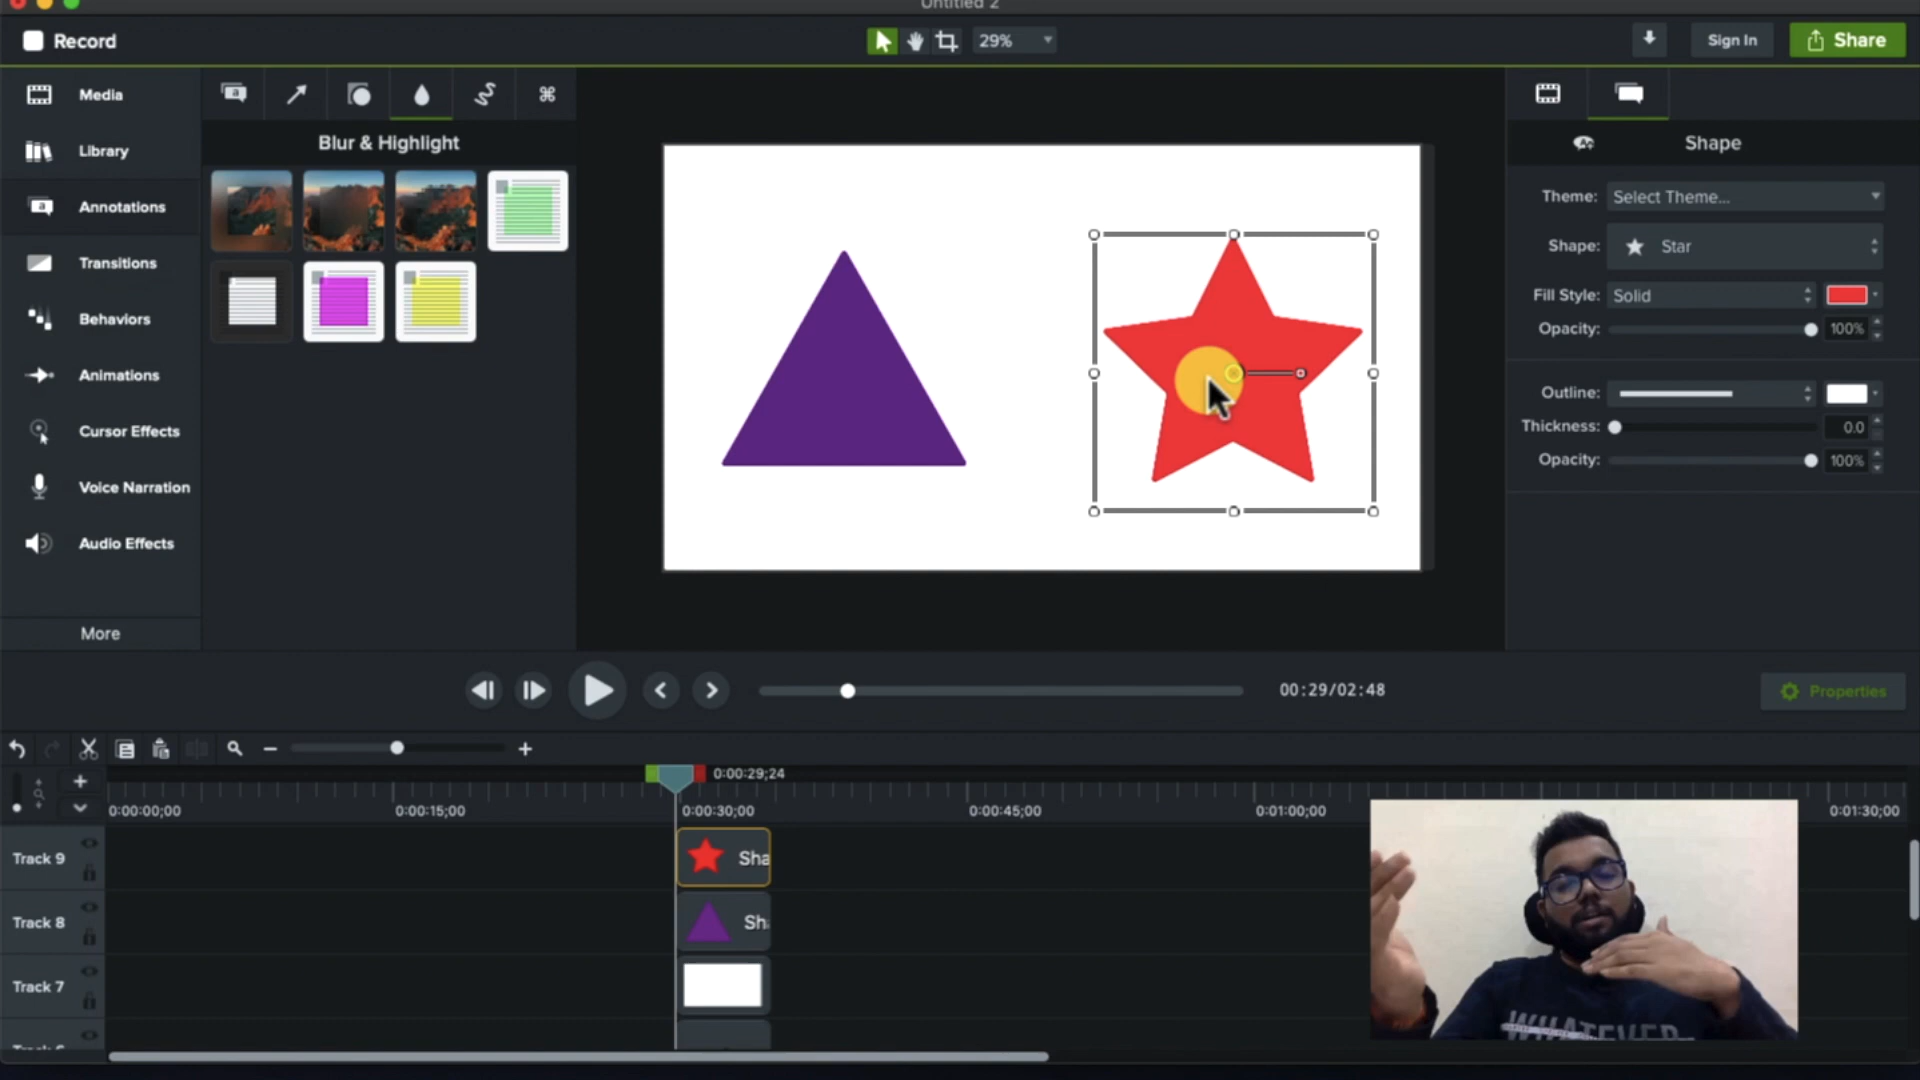 Untitled 2
Record
29%
Sign In
Share
Media
Library
Annotations
Transitions
Behaviors
Animations
Cursor Effects
Voice Narration
Audio Effects
More
a
Blur & Highlight
Shape
Theme: Select Theme...
Shape: Star
Fill Style: Solid
Opacity: 100%
Outline:
Thickness: 0.0
Opacity: 100%
00:29/02:48
Properties
0:00:29;24
0:00:00;00 0:00:15;00 0:00:30;00 0:00:45;00 0:01:00;00 0:01:30;00
Track 9
Sha
Track 8
Sh
Track 7
WHATEVER